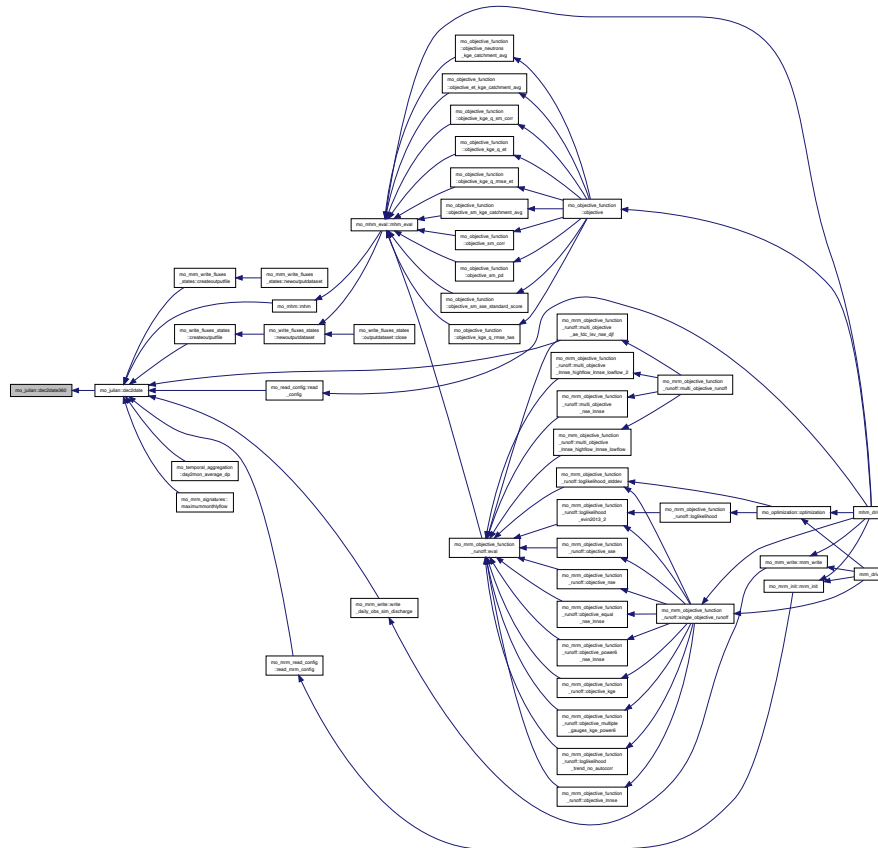 mo_objective_function
::objective_neutrons
_kge_catchment_avg
mo_objective_function
::objective_et_kge_catchment_avg
mo_objective_function
::objective_kge_q_sm_corr
mo_objective_function
::objective_kge_q_et
mo_objective_function
::objective_kge_q_rmse_et
mo_objective_function
::objective_sm_kge_catchment_avg
mo_objective_function
::objective
mo_mhm_eval::mhm_eval
mo_objective_function
::objective_sm_corr
mo_objective_function
::objective_sm_pd
mo_objective_function
::objective_sm_sse_standard_score
mo_objective_function
::objective_kge_q_rmse_tws
mo_mrm_write_fluxes
_states::createoutputfile
mo_mrm_write_fluxes
_states::newoutputdataset
mo_mhm::mhm
mo_write_fluxes_states
::createoutputfile
mo_write_fluxes_states
::newoutputdataset
mo_write_fluxes_states
::outputdataset::close
mo_mrm_objective_function
_runoff::multi_objective
_ae_fdc_lsv_nse_djf
mo_mrm_objective_function
_runoff::multi_objective
_lnnse_highflow_lnnse_lowflow_2
mo_mrm_objective_function
_runoff::multi_objective_runoff
mo_julian::dec2date360
mo_julian::dec2date
mo_read_config::read
_config
mo_mrm_objective_function
_runoff::multi_objective
_nse_lnnse
mo_mrm_objective_function
_runoff::multi_objective
_lnnse_highflow_lnnse_lowflow
mo_temporal_aggregation
::day2mon_average_dp
mo_mrm_signatures::
maximummonthlyflow
mo_mrm_objective_function
_runoff::loglikelihood_stddev
mo_mrm_objective_function
_runoff::loglikelihood
_evin2013_2
mo_mrm_objective_function
_runoff::loglikelihood
mo_optimization::optimization
mhm_dri
mo_mrm_objective_function
_runoff::eval
mo_mrm_objective_function
_runoff::objective_sse
mo_mrm_write::mrm_write
mrm_dri
mo_mrm_objective_function
_runoff::objective_nse
mo_mrm_init::mrm_init
mo_mrm_write::write
_daily_obs_sim_discharge
mo_mrm_objective_function
_runoff::objective_equal
_nse_lnnse
mo_mrm_objective_function
_runoff::single_objective_runoff
mo_mrm_objective_function
_runoff::objective_power6
_nse_lnnse
mo_mrm_read_config
::read_mrm_config
mo_mrm_objective_function
_runoff::objective_kge
mo_mrm_objective_function
_runoff::objective_multiple
_gauges_kge_power6
mo_mrm_objective_function
_runoff::loglikelihood
_trend_no_autocorr
mo_mrm_objective_function
_runoff::objective_lnnse